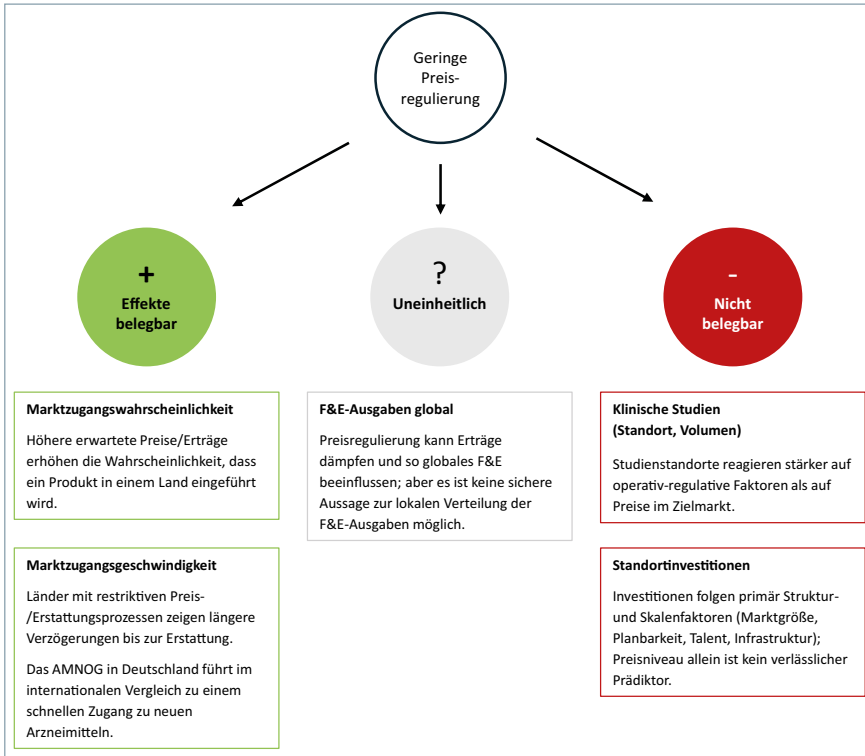 Geringe
Preis-
regulierung
+
Effekte
belegbar
?
Uneinheitlich
-
Nicht
belegbar
Marktzugangswahrscheinlichkeit
Höhere erwartete Preise/Erträge
erhöhen die Wahrscheinlichkeit, dass
ein Produkt in einem Land eingeführt
wird.
Marktzugangsgeschwindigkeit
Länder mit restriktiven Preis-
/Erstattungsprozessen zeigen längere
Verzögerungen bis zur Erstattung.
Das AMNOG in Deutschland führt im
internationalen Vergleich zu einem
schnellen Zugang zu neuen
Arzneimitteln.
F&E-Ausgaben global
Preisregulierung kann Erträge
dämpfen und so globales F&E
beeinflussen; aber es ist keine sichere
Aussage zur lokalen Verteilung der
F&E-Ausgaben möglich.
Klinische Studien
(Standort, Volumen)
Studienstandorte reagieren stärker auf
operativ-regulative Faktoren als auf
Preise im Zielmarkt.
Standortinvestitionen
Investitionen folgen primär Struktur-
und Skalenfaktoren (Marktgröße,
Planbarkeit, Talent, Infrastruktur);
Preisniveau allein ist kein verlässlicher
Prädiktor.